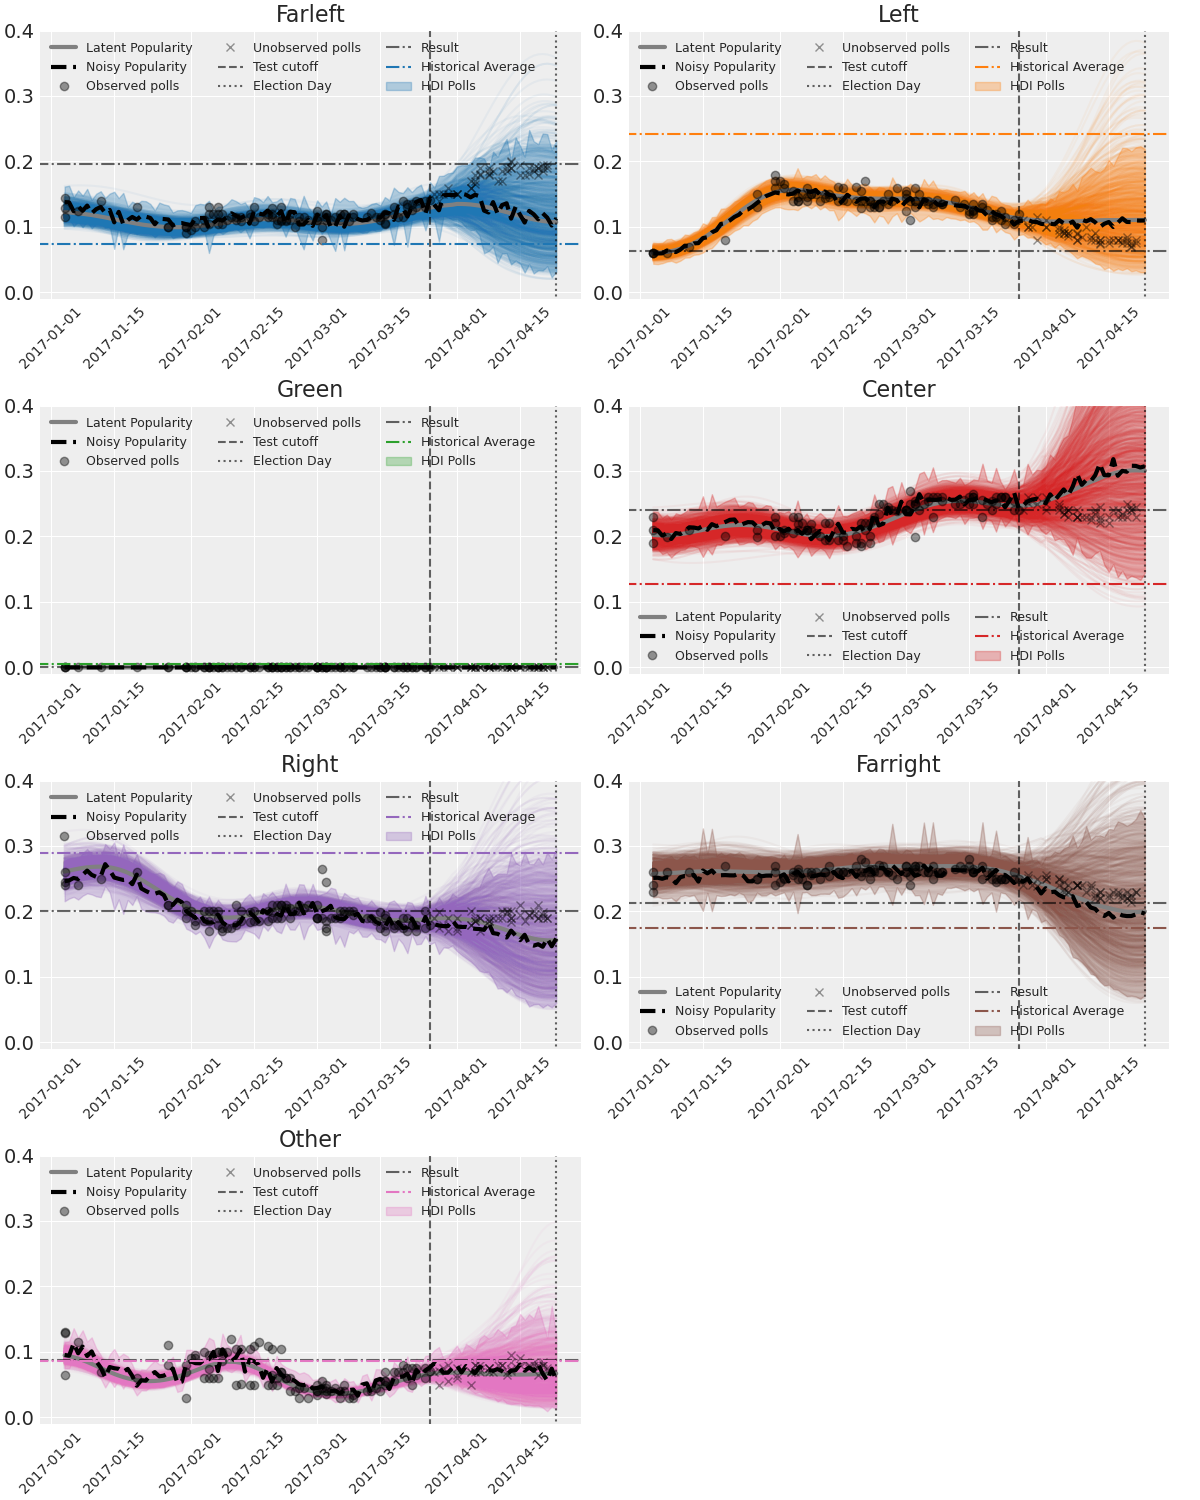 Farleft
Latent Popularity Unobserved polls Result
Noisy Popularity Test cutoff Historical Average
Observed polls Election Day HDI Polls
0.4
0.3
0.2
0.1
0.0
2017-01-01 2017-01-15 2017-02-01 2017-02-15 2017-03-01 2017-03-15 2017-04-01 2017-04-15
Left
Latent Popularity Unobserved polls Result
Noisy Popularity Test cutoff Historical Average
Observed polls Election Day HDI Polls
0.4
0.3
0.2
0.1
0.0
2017-01-01 2017-01-15 2017-02-01 2017-02-15 2017-03-01 2017-03-15 2017-04-01 2017-04-15
Green
Latent Popularity Unobserved polls Result
Noisy Popularity Test cutoff Historical Average
Observed polls Election Day HDI Polls
0.4
0.3
0.2
0.1
0.0
2017-01-01 2017-01-15 2017-02-01 2017-02-15 2017-03-01 2017-03-15 2017-04-01 2017-04-15
Center
0.4
0.3
0.2
0.1
0.0
Latent Popularity Unobserved polls Result
Noisy Popularity Test cutoff Historical Average
Observed polls Election Day HDI Polls
2017-01-01 2017-01-15 2017-02-01 2017-02-15 2017-03-01 2017-03-15 2017-04-01 2017-04-15
Right
Latent Popularity Unobserved polls Result
Noisy Popularity Test cutoff Historical Average
Observed polls Election Day HDI Polls
0.4
0.3
0.2
0.1
0.0
2017-01-01 2017-01-15 2017-02-01 2017-02-15 2017-03-01 2017-03-15 2017-04-01 2017-04-15
Farright
0.4
0.3
0.2
0.1
0.0
Latent Popularity Unobserved polls Result
Noisy Popularity Test cutoff Historical Average
Observed polls Election Day HDI Polls
2017-01-01 2017-01-15 2017-02-01 2017-02-15 2017-03-01 2017-03-15 2017-04-01 2017-04-15
Other
Latent Popularity Unobserved polls Result
Noisy Popularity Test cutoff Historical Average
Observed polls Election Day HDI Polls
0.4
0.3
0.2
0.1
0.0
2017-01-01 2017-01-15 2017-02-01 2017-02-15 2017-03-01 2017-03-15 2017-04-01 2017-04-15